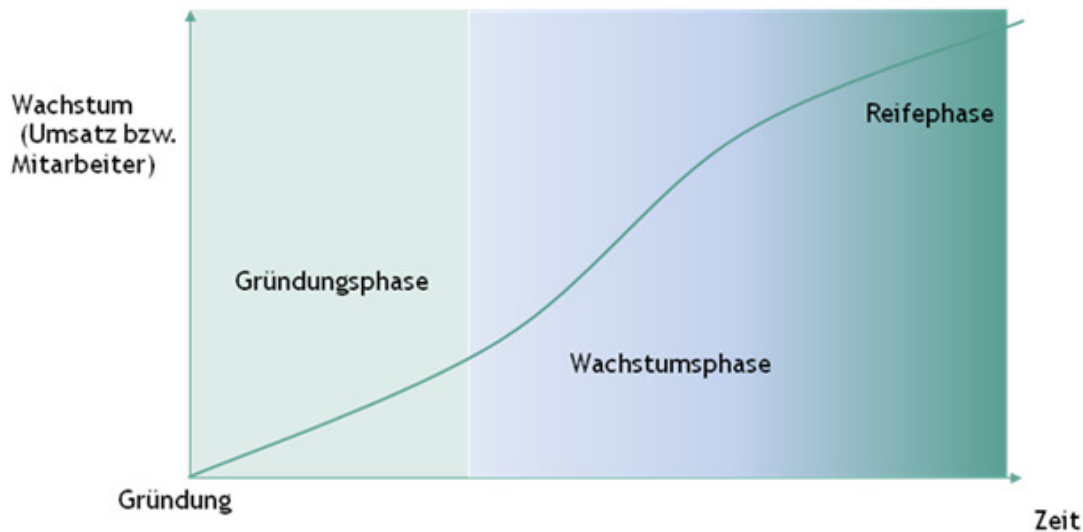 Wachstum
(Umsatz bzw.
Mitarbeiter)
Reifephase
Gründungsphase
Wachstumsphase
Gründung
Zeit